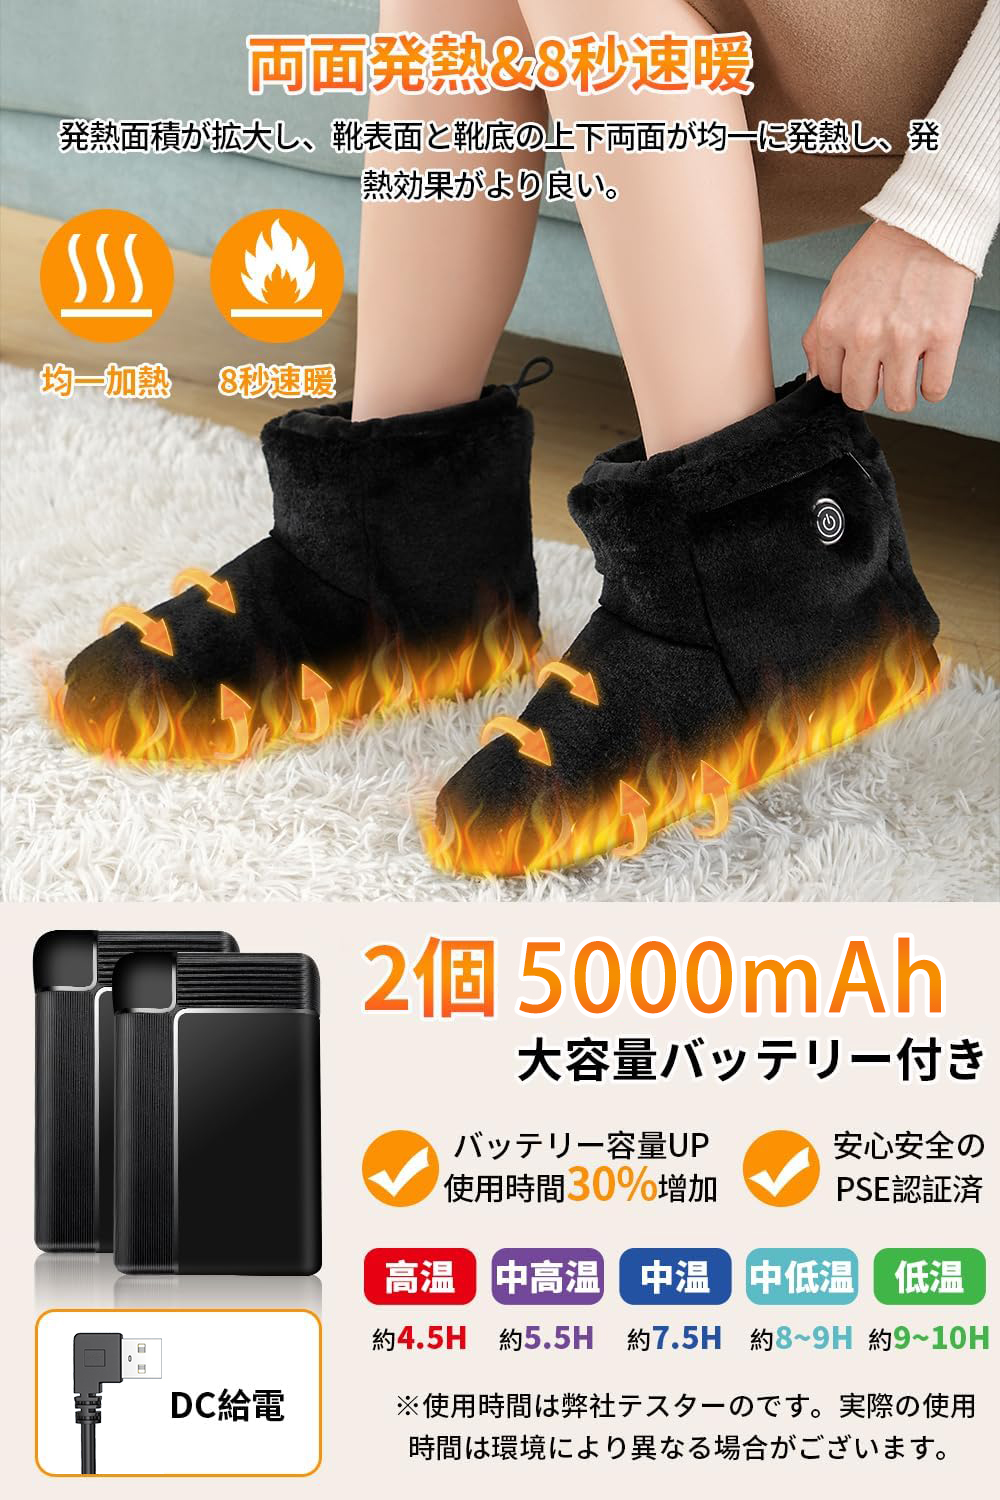 両面発熱&8秒速暖
発熱面積が拡大し、靴表面と靴底の上下両面が均一に発熱し、発
熱効果がより良い。
均一加熱
8秒速暖
2個 5000mAh
大容量バッテリー付き
バッテリー容量UP
使用時間30%増加
安心安全の
PSE認証済
高温
中高温
中温
中低温
低温
約4.5H
約5.5H
約7.5H
約8~9H
約9~10H
DC給電
※使用時間は弊社テスターのです。実際の使用
時間は環境により異なる場合がございます。